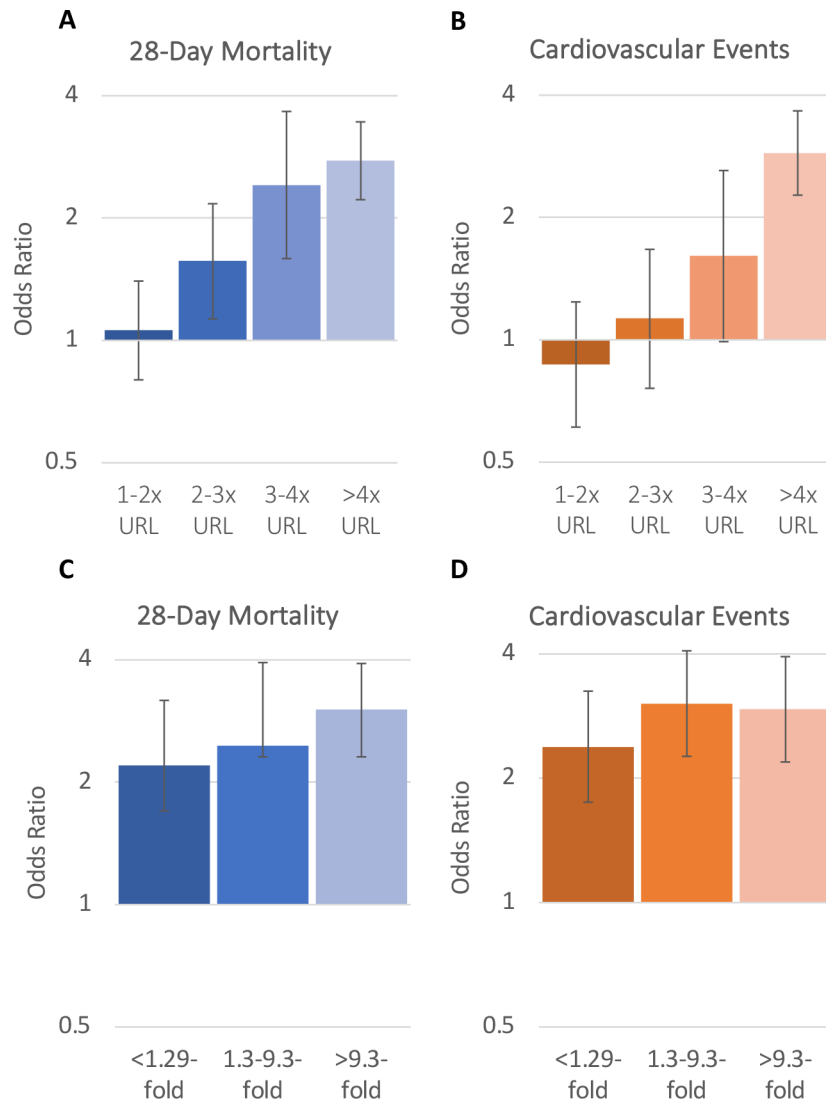 A
28-Day Mortality
Odds Ratio
4
2
1
0.5
1-2x 2-3x 3-4x >4x
URL URL URL URL
B
Cardiovascular Events
Odds Ratio
4
2
1
0.5
1-2x 2-3x 3-4x >4x
URL URL URL URL
C
28-Day Mortality
Odds Ratio
4
2
1
0.5
<1.29- 1.3-9.3- >9.3-
fold fold fold
D
Cardiovascular Events
Odds Ratio
4
2
1
0.5
<1.29- 1.3-9.3- >9.3-
fold fold fold